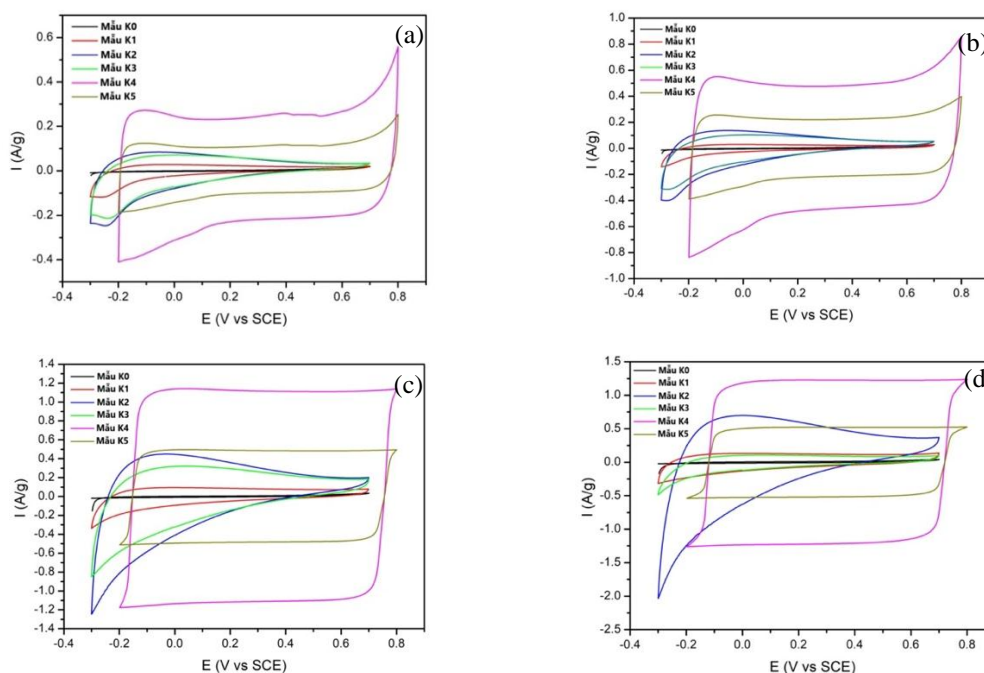 (a)
Mẫu K0
Mẫu K1
Mẫu K2
Mẫu K3
Mẫu K4
Mẫu K5
I (A/g)
0.6
0.4
0.2
0.0
-0.2
-0.4
-0.4 -0.2 0.0 0.2 0.4 0.6 0.8
E (V vs SCE)
(b)
Mẫu K0
Mẫu K1
Mẫu K2
Mẫu K3
Mẫu K4
Mẫu K5
I (A/g)
1.0
0.8
0.6
0.4
0.2
0.0
-0.2
-0.4
-0.6
-0.8
-1.0
-0.4 -0.2 0.0 0.2 0.4 0.6 0.8
E (V vs SCE)
(c)
Mẫu K0
Mẫu K1
Mẫu K2
Mẫu K3
Mẫu K4
Mẫu K5
I (A/g)
1.4
1.2
1.0
0.8
0.6
0.4
0.2
0.0
-0.2
-0.4
-0.6
-0.8
-1.0
-1.2
-1.4
-0.4 -0.2 0.0 0.2 0.4 0.6 0.8
E (V vs SCE)
(d
Mẫu K0
Mẫu K1
Mẫu K2
Mẫu K3
Mẫu K4
Mẫu K5
I (A/g)
1.5
1.0
0.5
0.0
-0.5
-1.0
1.5
2.0
-2.5
-0.4 -0.2 0.0 0.2 0.4 0.6 0.8
E (V vs SCE)